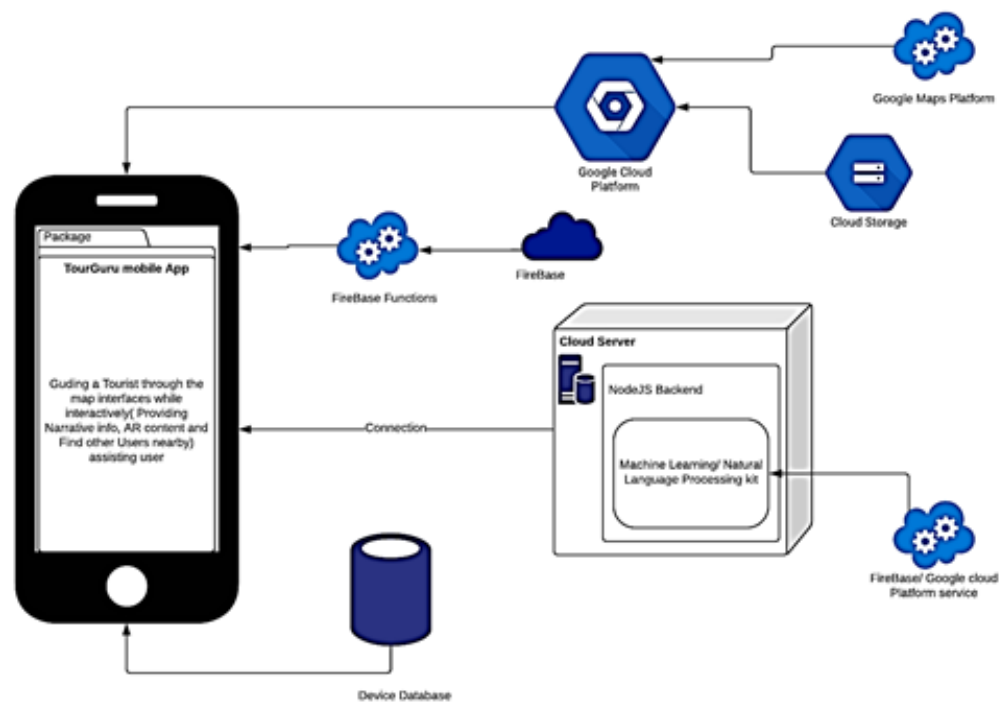 Google Maps Platform
Google Cloud
Platform
Cloud Storage
Package
TourGuru mobile App
Guding a Tourist through the
map interfaces while
interactively( Providing
Narrative info, AR content and
Find other Users nearby)
assisting user
FireBase Functions
FireBase
Cloud Server
NodeJS Backend
Machine Learning/ Natural
Language Processing kit
Connection
FireBase/ Google cloud
Platform service
Device Database